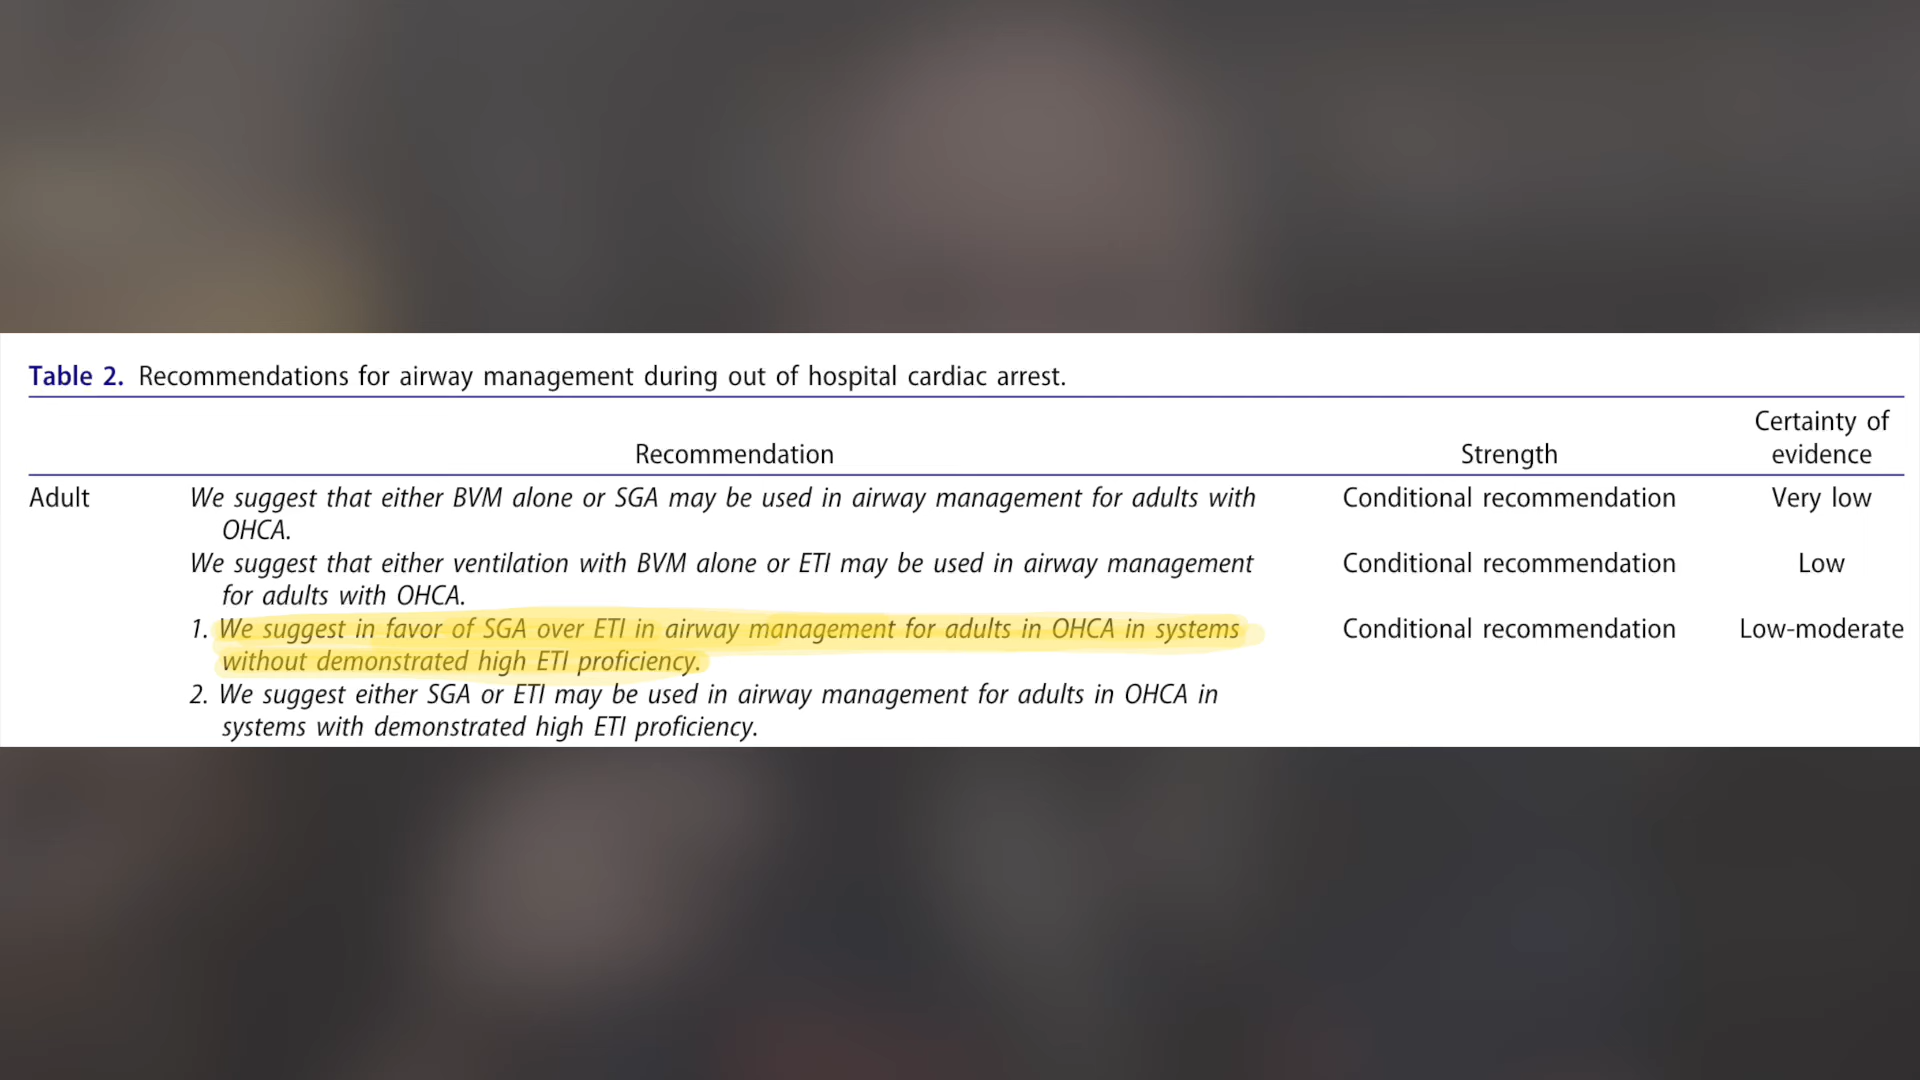 Table 2. Recommendations for airway management during out of hospital cardiac arrest.
Certainty of
Recommendation Strength evidence
Adult We suggest that either BVM alone or SGA may be used in airway management for adults with Conditional recommendation Very low
OHCA.
We suggest that either ventilation with BVM alone or ETI may be used in airway management Conditional recommendation Low
for adults with OHCA.
1. We suggest in favor of SGA over ETI in airway management for adults in OHCA in systems Conditional recommendation Low-moderate
without demonstrated high ETI proficiency.
2. We suggest either SGA or ETI may be used in airway management for adults in OHCA in
systems with demonstrated high ETI proficiency.